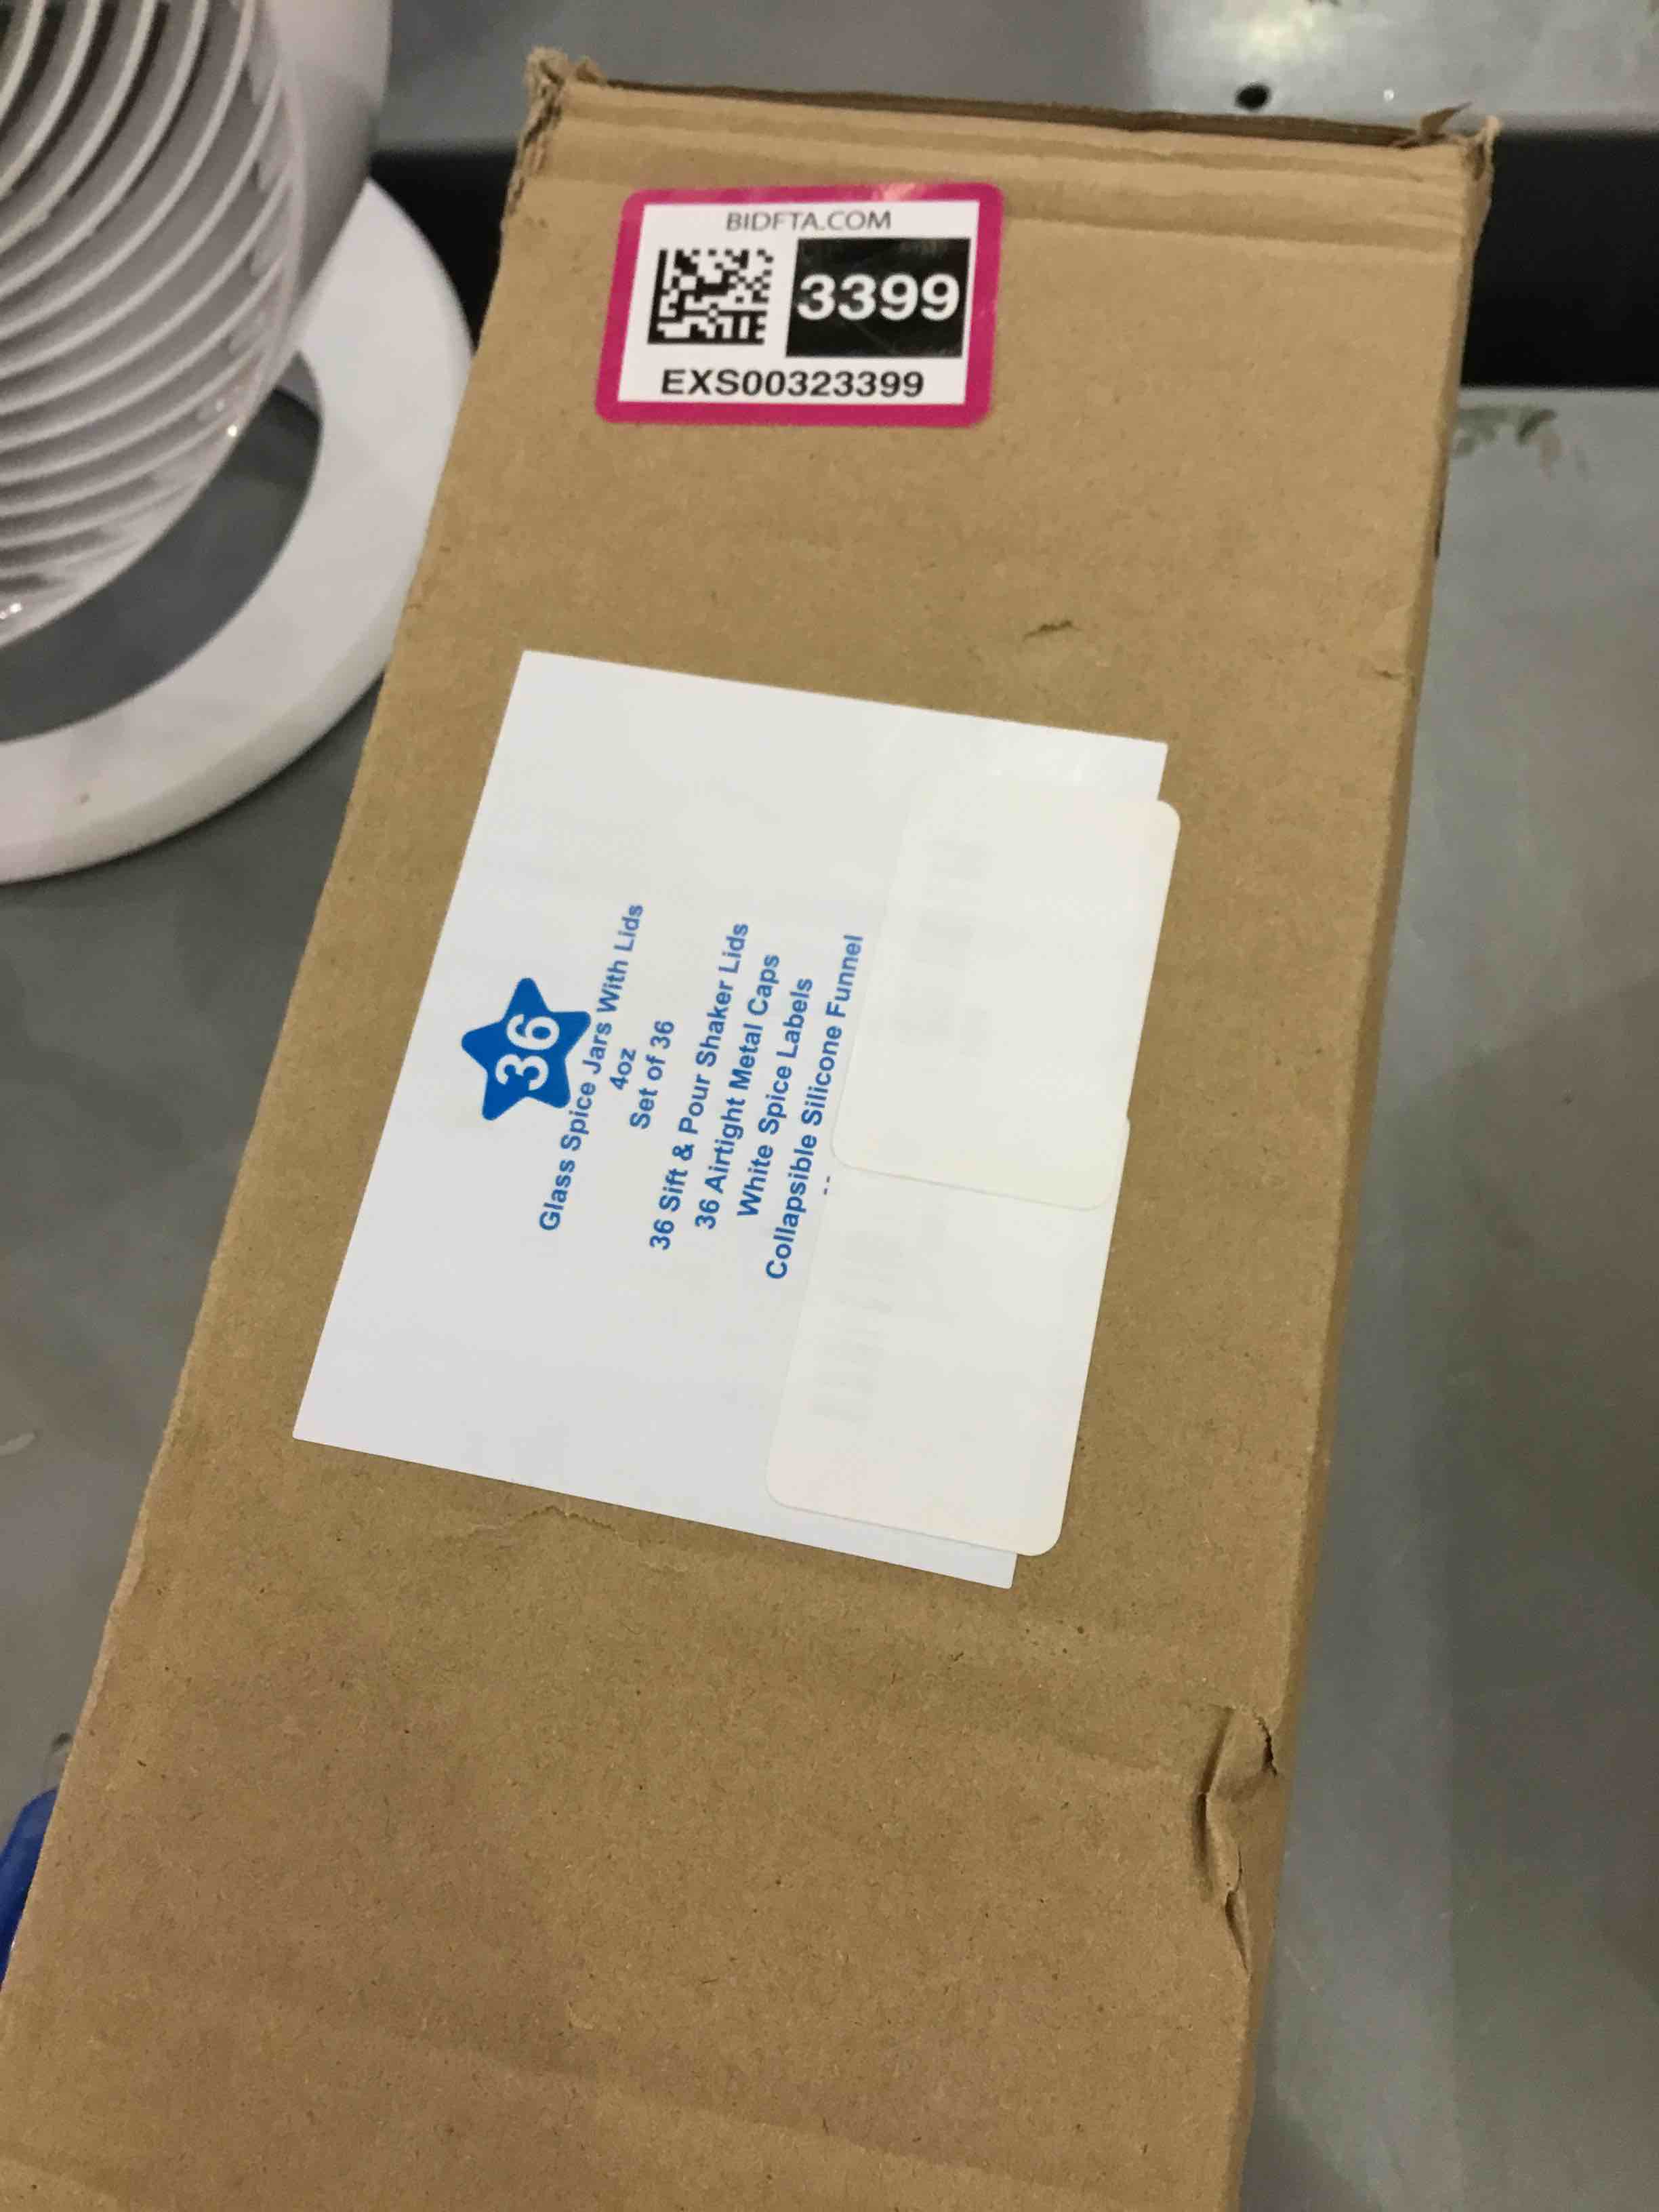 BIDFTA.COM
3399
EXS00323399
36
Glass Spice Jars With Lids
4oz
Set of 36
36 Sift & Pour Shaker Lids
36 Airtight Metal Caps
White Spice Labels
Collapsible Silicone Funnel